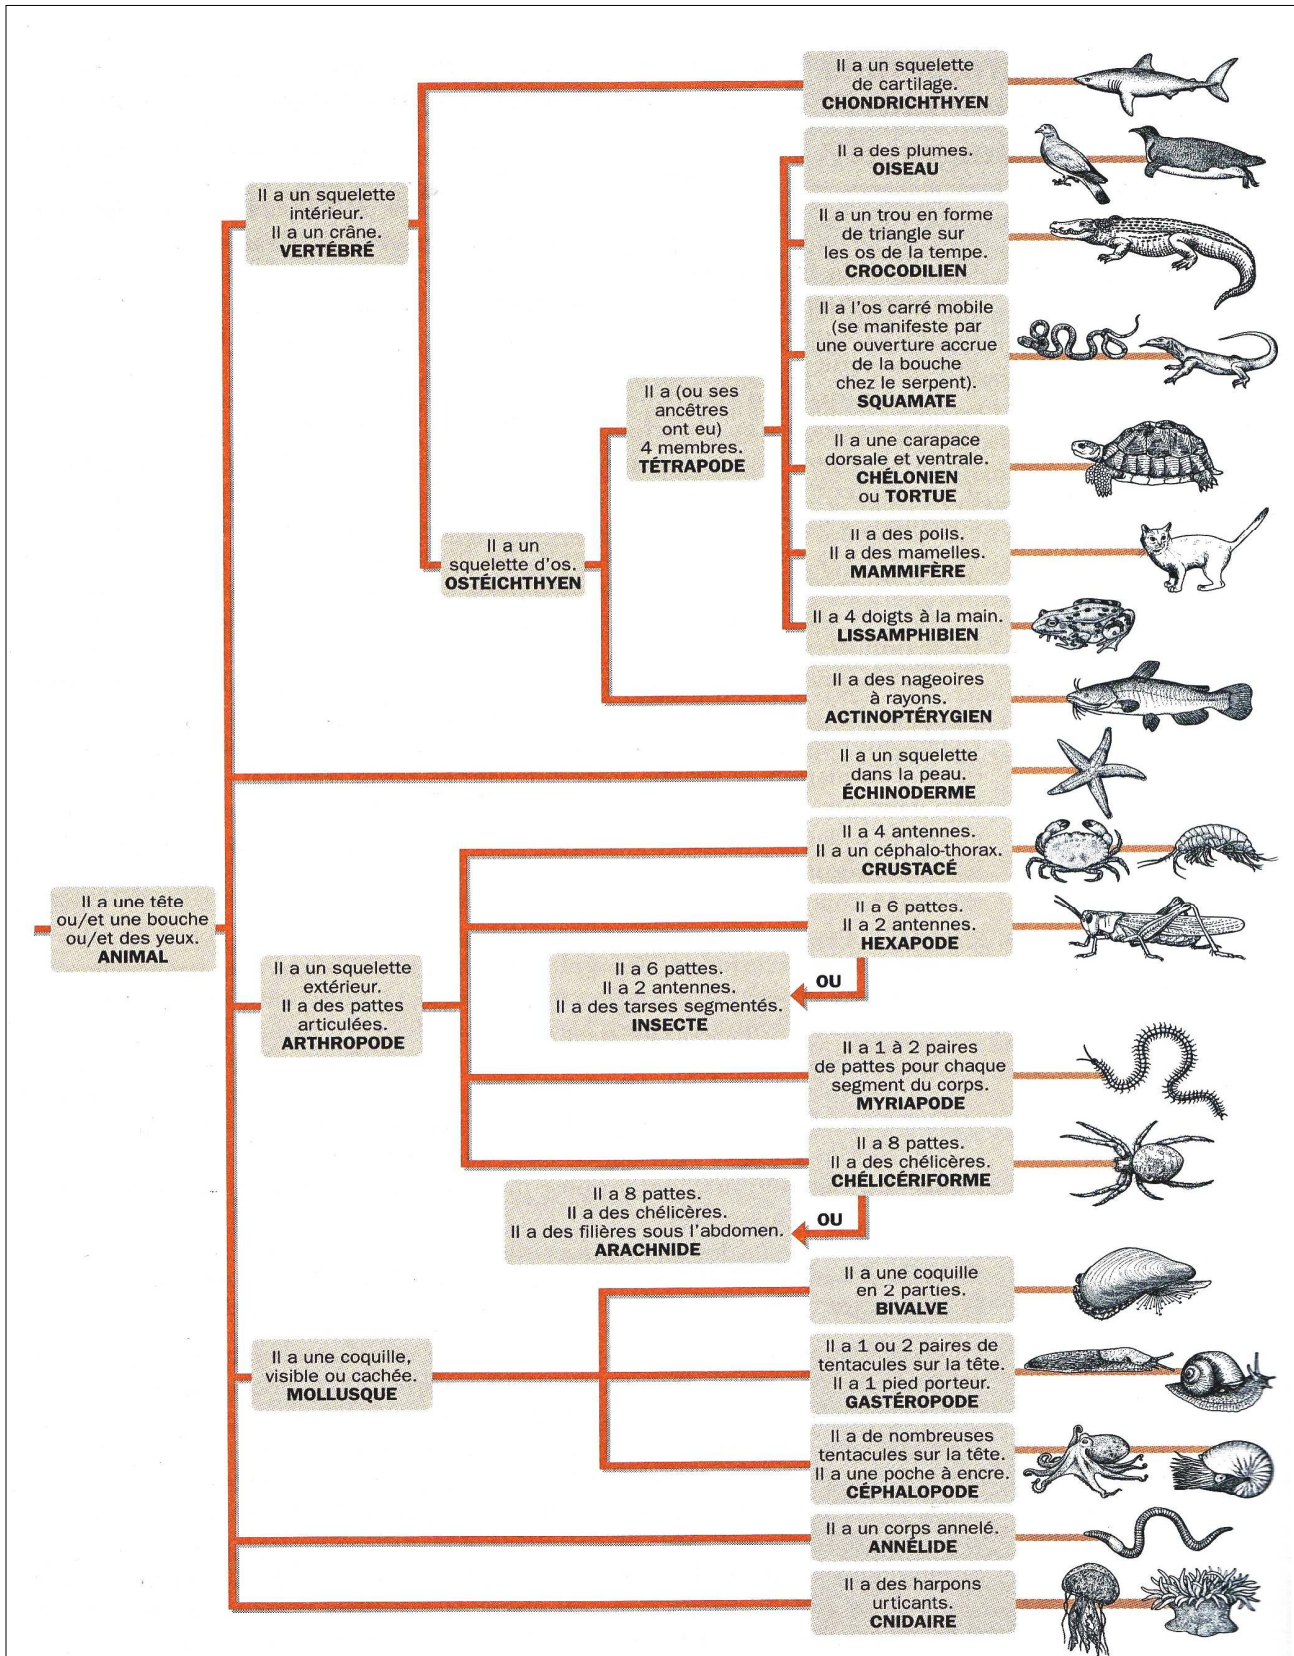 Il a un squelette
de cartilage.
CHONDRICHTHYEN
Il a des plumes.
OISEAU
Il a un squelette
intérieur.
Il a un crâne.
VERTÉBRÉ
Il a un trou en forme
de triangle sur
les os de la tempe.
CROCODILIEN
Il a l'os carré mobile
(se manifeste par
une ouverture accrue
de la bouche
chez le serpent).
SQUAMATE
Il a (ou ses
ancêtres
ont eu)
4 membres.
TÉTRAPODE
Il a une carapace
dorsale et ventrale.
CHÉLONIEN
ou TORTUE
Il a des poils.
Il a des mamelles.
MAMMIFÈRE
Il a un
squelette d'os.
OSTÉICHTHYEN
Il a 4 doigts à la main.
LISSAMPHIBIEN
Il a des nageoires
à rayons.
ACTINOPTÉRYGIEN
Il a un squelette
dans la peau.
ÉCHINODERME
Il a 4 antennes.
Il a un céphalo-thorax.
CRUSTACÉ
Il a une tête
ou/et une bouche
ou/et des yeux.
ANIMAL
Il a 6 pattes.
Il a 2 antennes.
HEXAPODE
Il a un squelette
extérieur.
Il a des pattes
articulées.
ARTHROPODE
Il a 6 pattes.
Il a 2 antennes.
Il a des tarses segmentés.
INSECTE
OU
Il a 1 à 2 paires
de pattes pour chaque
segment du corps.
MYRIAPODE
Il a 8 pattes.
Il a des chélicères.
CHÉLICÉRIFORME
Il a 8 pattes.
Il a des chélicères.
Il a des filières sous l'abdomen.
ARACHNIDE
OU
Il a une coquille
en 2 parties.
BIVALVE
Il a une coquille,
visible ou cachée.
MOLLUSQUE
Il a 1 ou 2 paires de
tentacules sur la tête.
Il a 1 pied porteur.
GASTÉROPODE
Il a de nombreuses
tentacules sur la tête.
Il a une poche à encre.
CÉPHALOPODE
Il a un corps annelé.
ANNÉLIDE
Il a des harpons
urticants.
CNIDAIRE